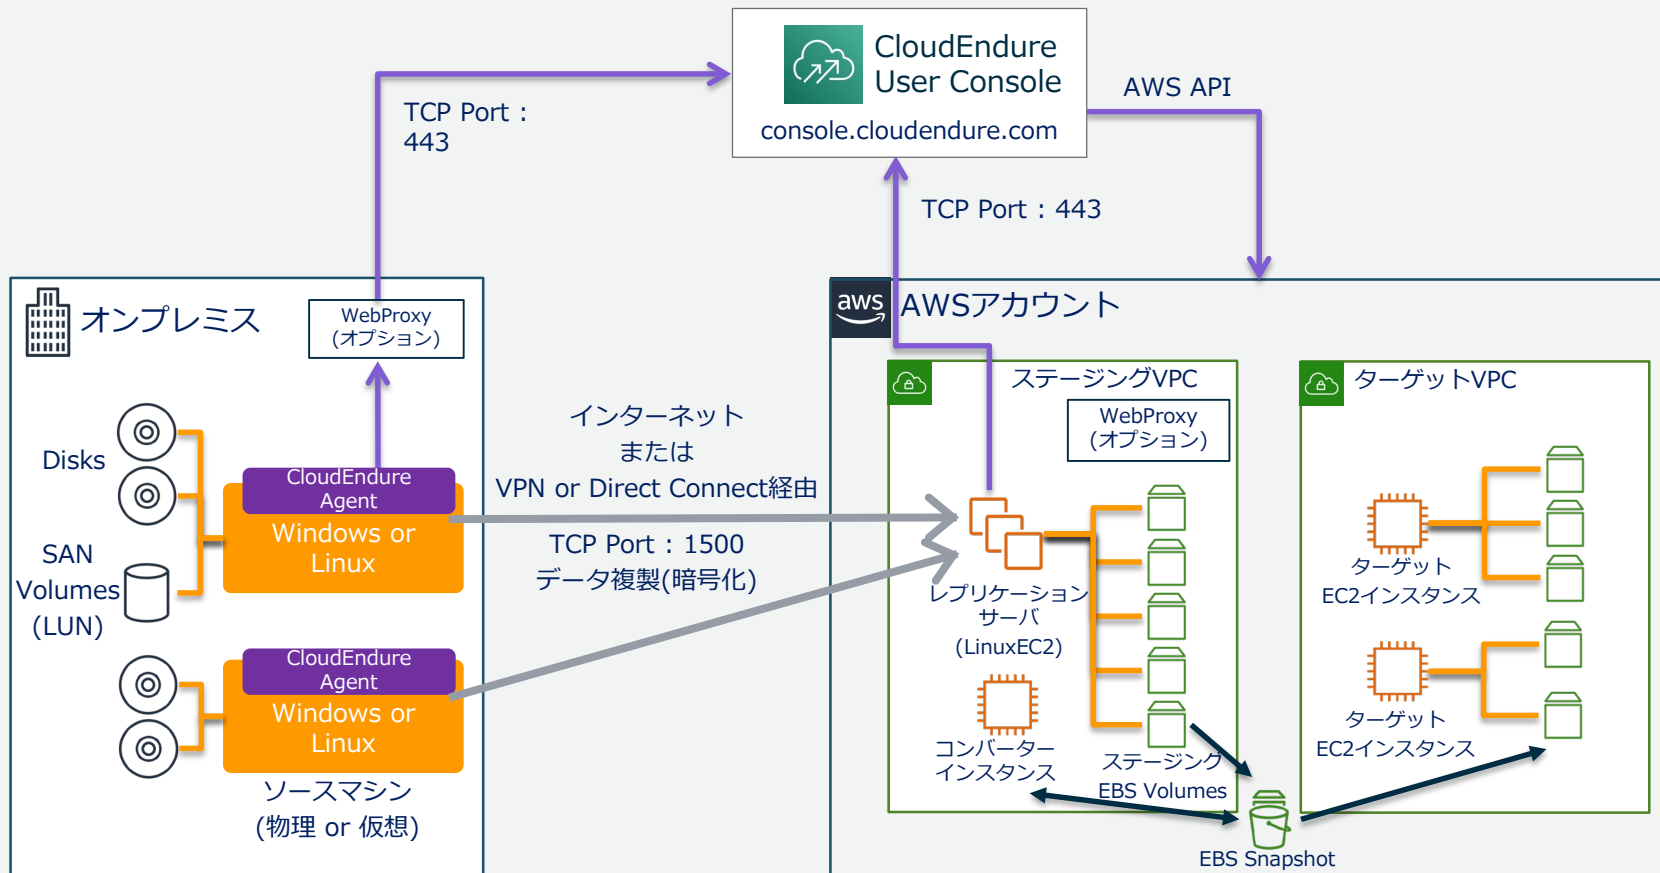 CloudEndure
User Console
console.cloudendure.com
AWS API
TCP Port :
443
TCP Port : 443
オンプレミス
WebProxy
(オプション)
Disks
SAN
Volumes
(LUN)
CloudEndure
Agent
Windows or
Linux
CloudEndure
Agent
Windows or
Linux
ソースマシン
(物理 or 仮想)
インターネット
または
VPN or Direct Connect経由
TCP Port : 1500
データ複製(暗号化)
aws
AWSアカウント
ステージングVPC
WebProxy
(オプション)
レプリケーション
サーバ
(LinuxEC2)
コンバーター
インスタンス
ステージング
EBS Volumes
EBS Snapshot
ターゲットVPC
ターゲット
EC2インスタンス
ターゲット
EC2インスタンス